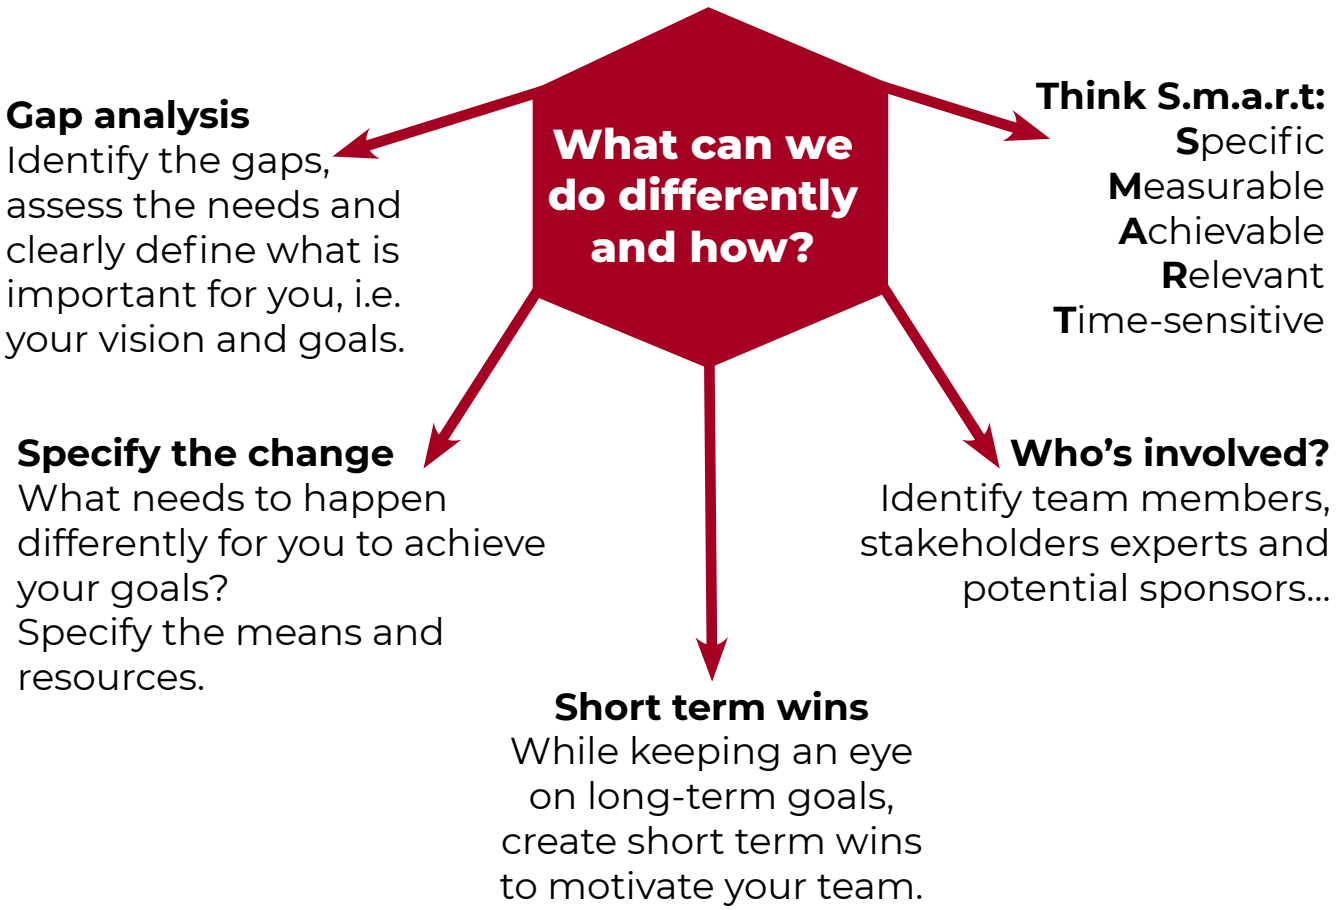 What can we
do differently
and how?
Gap analysis
Identify the gaps,
assess the needs and
clearly define what is
important for you, i.e.
your vision and goals.
Specify the change
What needs to happen
differently for you to achieve
your goals?
Specify the means and
resources.
Short term wins
While keeping an eye
on long-term goals,
create short term wins
to motivate your team.
Who’s involved?
Identify team members,
stakeholders experts and
potential sponsors...
Think S.m.a.r.t:
Specific
Measurable
Achievable
Relevant
Time-sensitive